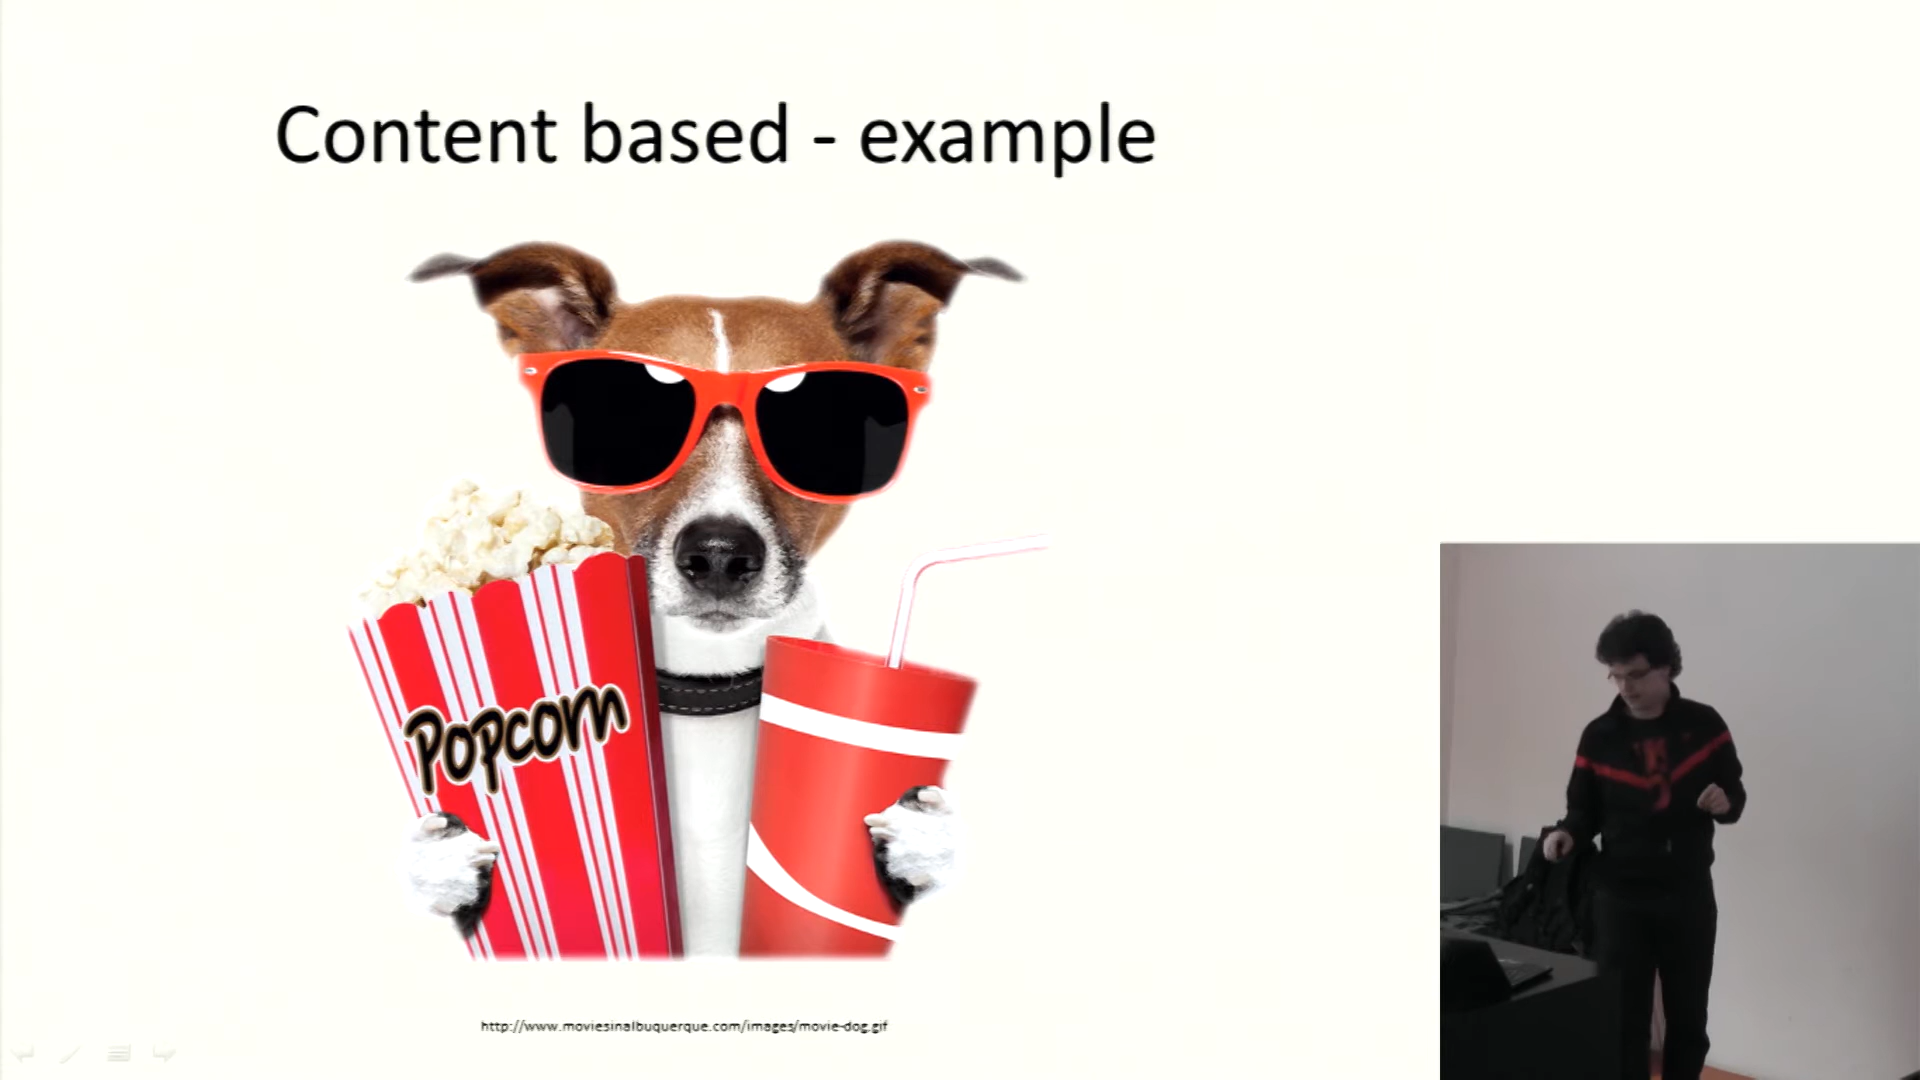 Content based - example
Popcorn
http://www.moviesinalbuquerque.com/images/movie-dog.gif